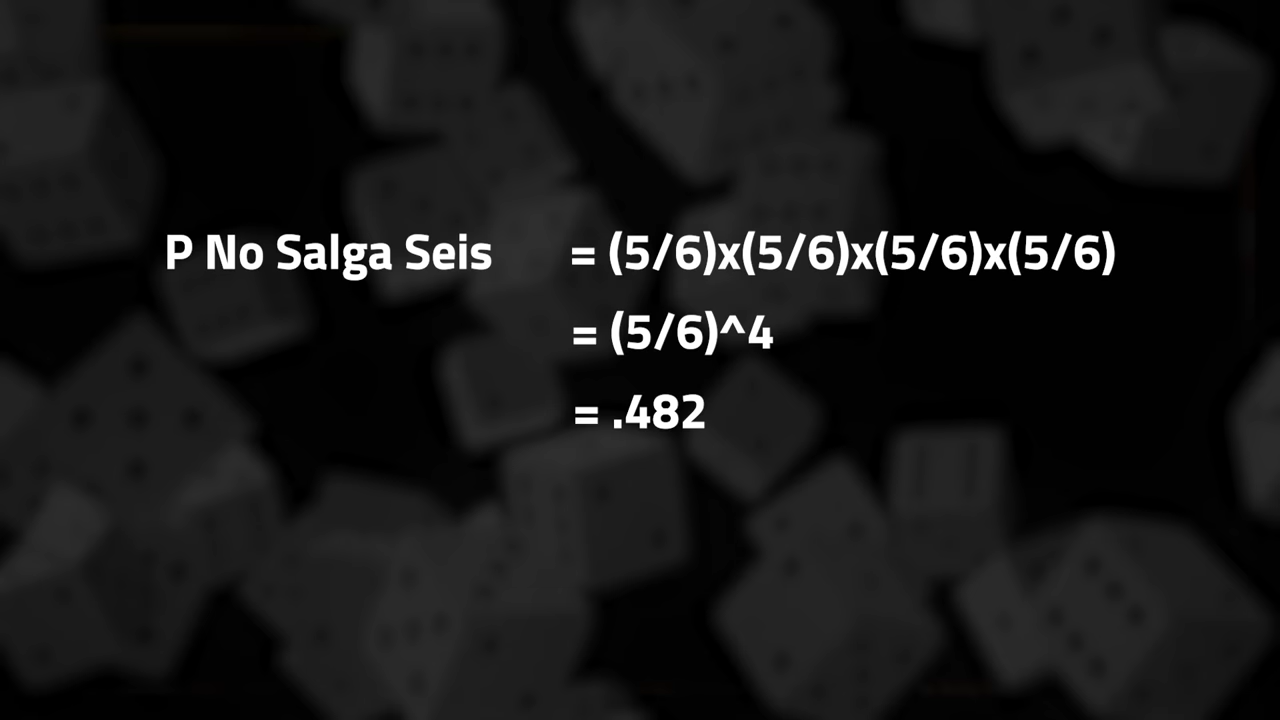 P No Salga Seis = (5/6)x(5/6)x(5/6)x(5/6)
= (5/6)^4
= .482